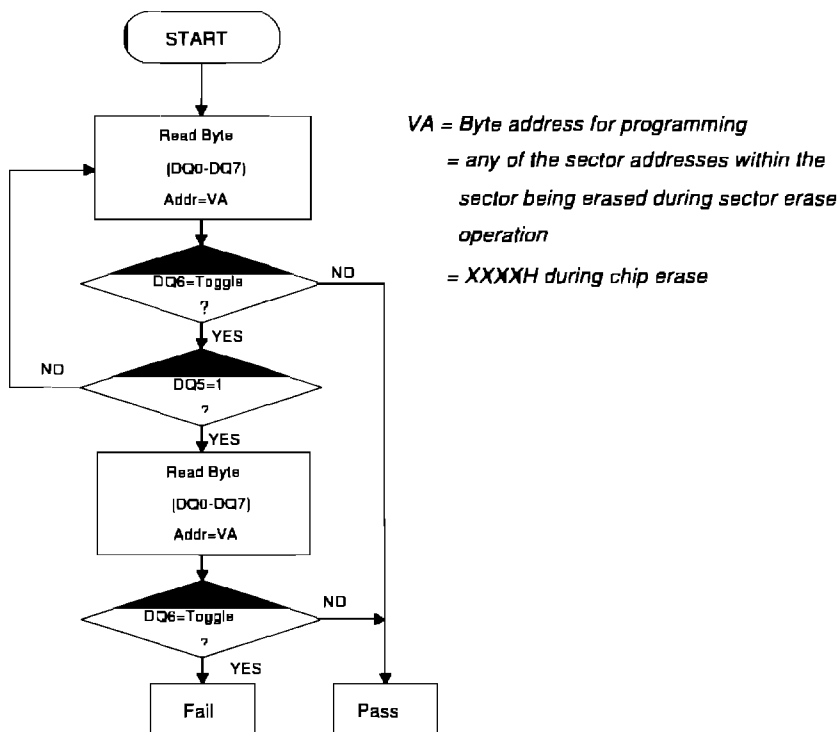 START
Read Byte
(DQ0-DQ7)
Addr=VA
DQ6=Toggle
?
NO
YES
DQ5=1
?
NO
YES
Read Byte
(DQ0-DQ7)
Addr=VA
DQ6=Toggle
?
NO
YES
Fail
Pass
VA = Byte address for programming
= any of the sector addresses within the
sector being erased during sector erase
operation
= XXXXH during chip erase